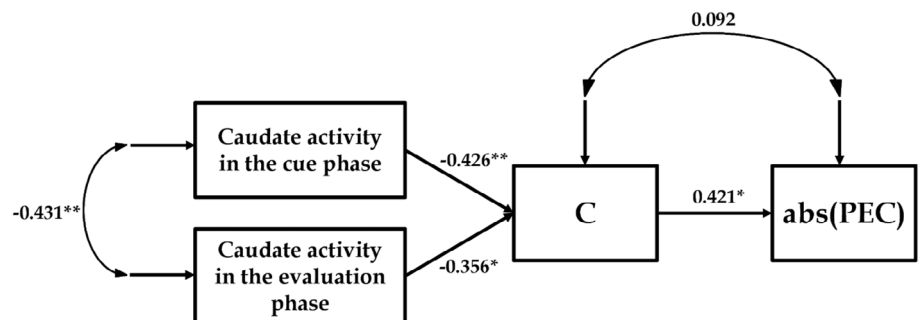 0.092
Caudate activity
in the cue phase
-0.426**
-0.431**
C
0.421*
abs(PEC)
Caudate activity
in the evaluation
phase
-0.356*